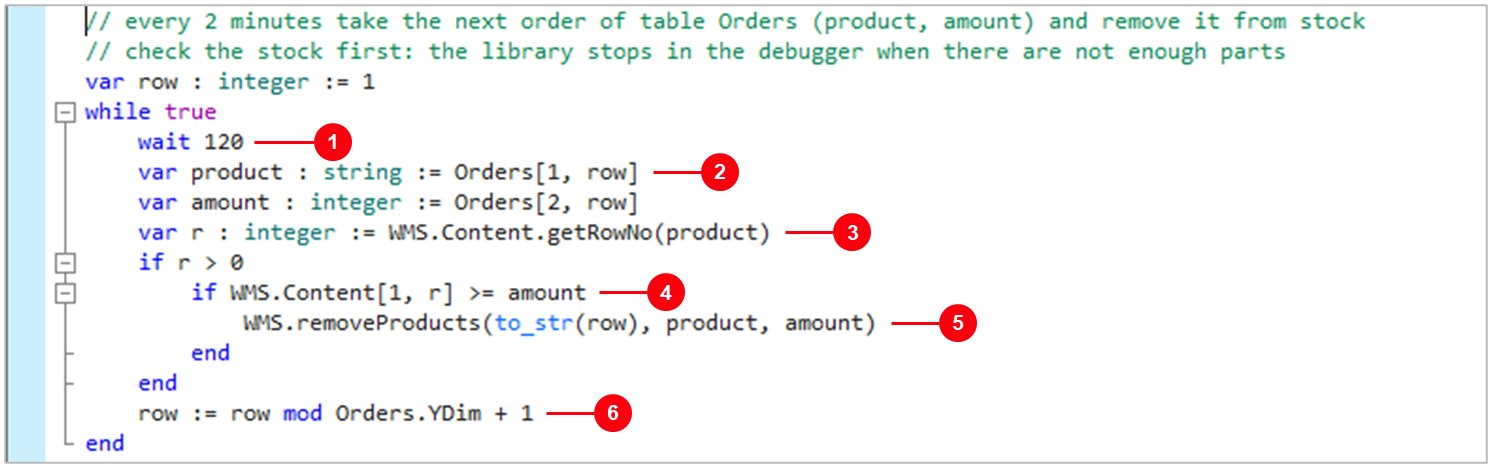 // every 2 minutes take the next order of table Orders (product, amount) and remove it from stock
// check the stock first: the library stops in the debugger when there are not enough parts
var row : integer := 1
while true
wait 120 1
var product : string := Orders[1, row] 2
var amount : integer := Orders[2, row]
var r : integer := WMS.Content.getRowNo(product) 3
if r > 0
if WMS.Content[1, r] >= amount 4
WMS.removeProducts(to_str(row), product, amount) 5
end
end
row := row mod Orders.YDim + 1 6
end